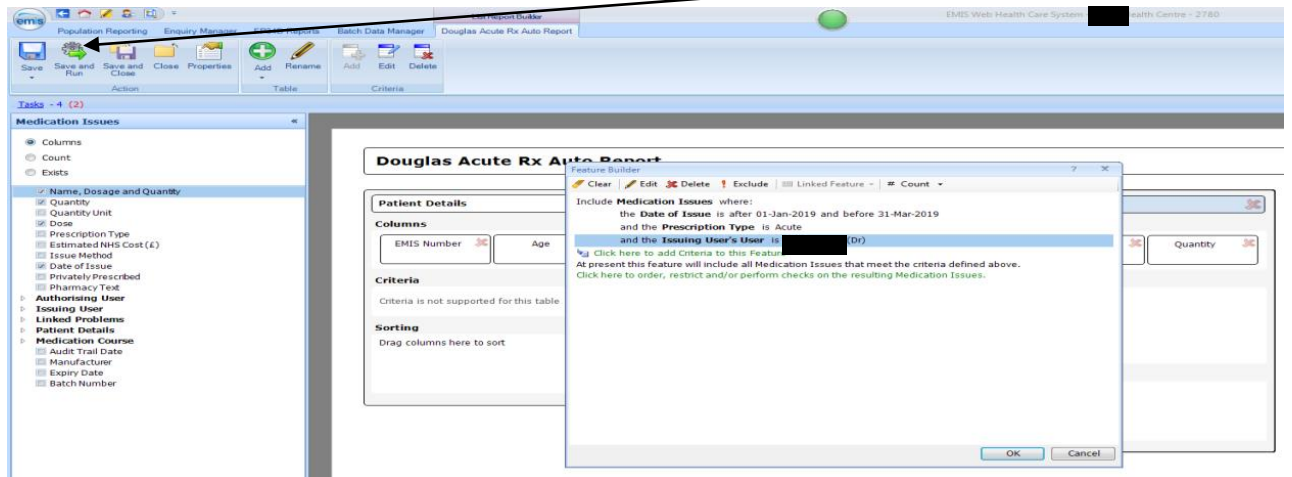 emis
List Report Builder
EMIS Web Health Care System - ealth Centre - 2780
Population Reporting Enquiry Manager Reports Batch Data Manager Douglas Acute Rx Auto Report
Save Save and Run Save and Close Close Properties Add Rename Add Edit Delete
Action Table Criteria
Tasks - 4 (2)
Medication Issues «
Columns
Count
Exists
Name, Dosage and Quantity
Quantity
Quantity Unit
Dose
Prescription Type
Estimated NHS Cost (£)
Issue Method
Date of Issue
Privately Prescribed
Pharmacy Text
Authorising User
Issuing User
Linked Problems
Patient Details
Medication Course
Audit Trail Date
Manufacturer
Expiry Date
Batch Number
Douglas Acute Rx Auto Report
Patient Details
Columns
EMIS Number Age
Quantity
Criteria
Criteria is not supported for this table
Sorting
Drag columns here to sort
Feature Builder ? X
Clear Edit Delete ! Exclude Linked Feature # Count
Include Medication Issues where:
the Date of Issue is after 01-Jan-2019 and before 31-Mar-2019
and the Prescription Type is Acute
and the Issuing User's User is (Dr)
Click here to add Criteria to this Feature
At present this feature will include all Medication Issues that meet the criteria defined above.
Click here to order, restrict and/or perform checks on the resulting Medication Issues.
OK Cancel